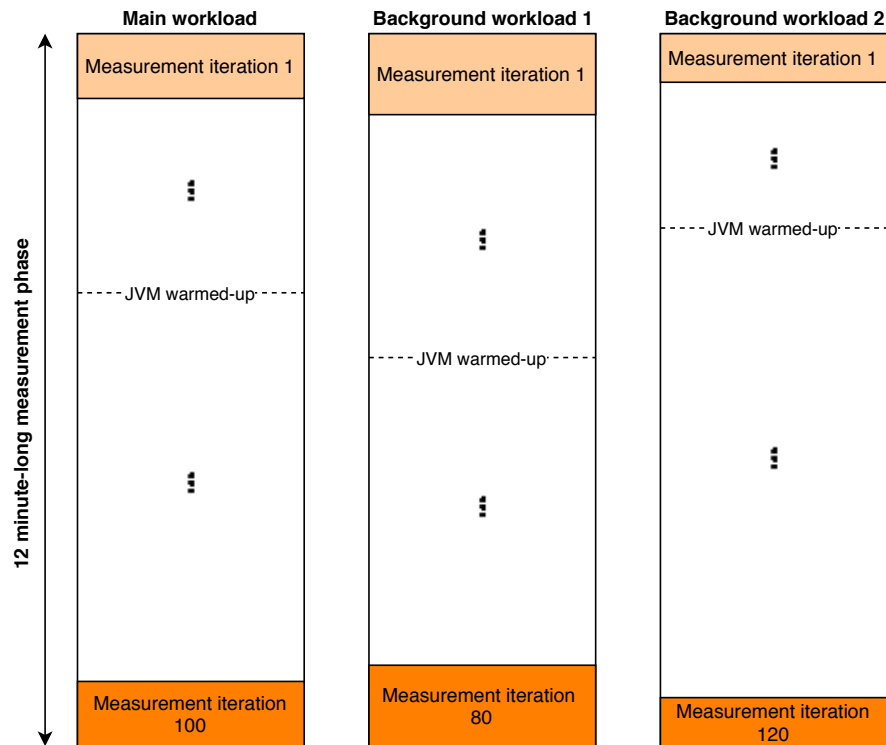 Main workload
Background workload 1
Background workload 2
12 minute-long measurement phase
Measurement iteration 1
Measurement iteration 1
Measurement iteration 1
JVM warmed-up
JVM warmed-up
JVM warmed-up
Measurement iteration
100
Measurement iteration
80
Measurement iteration
120